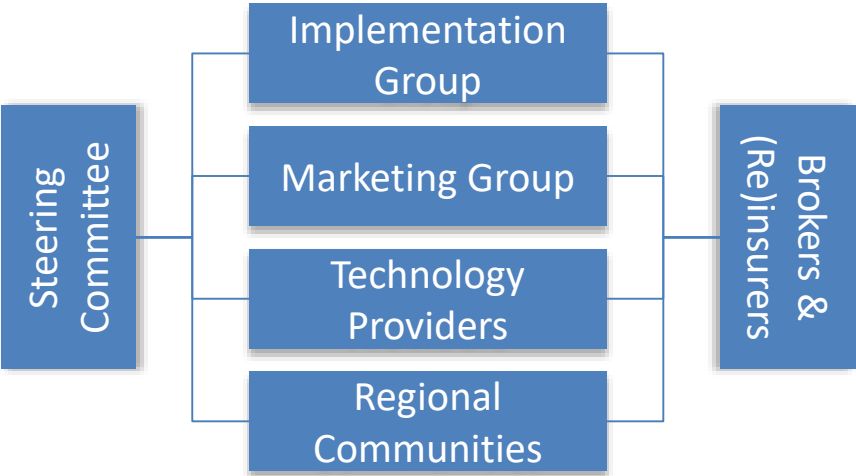 Steering
Committee
Implementation
Group
Marketing Group
Technology
Providers
Regional
Communities
Brokers &
(Re)insurers